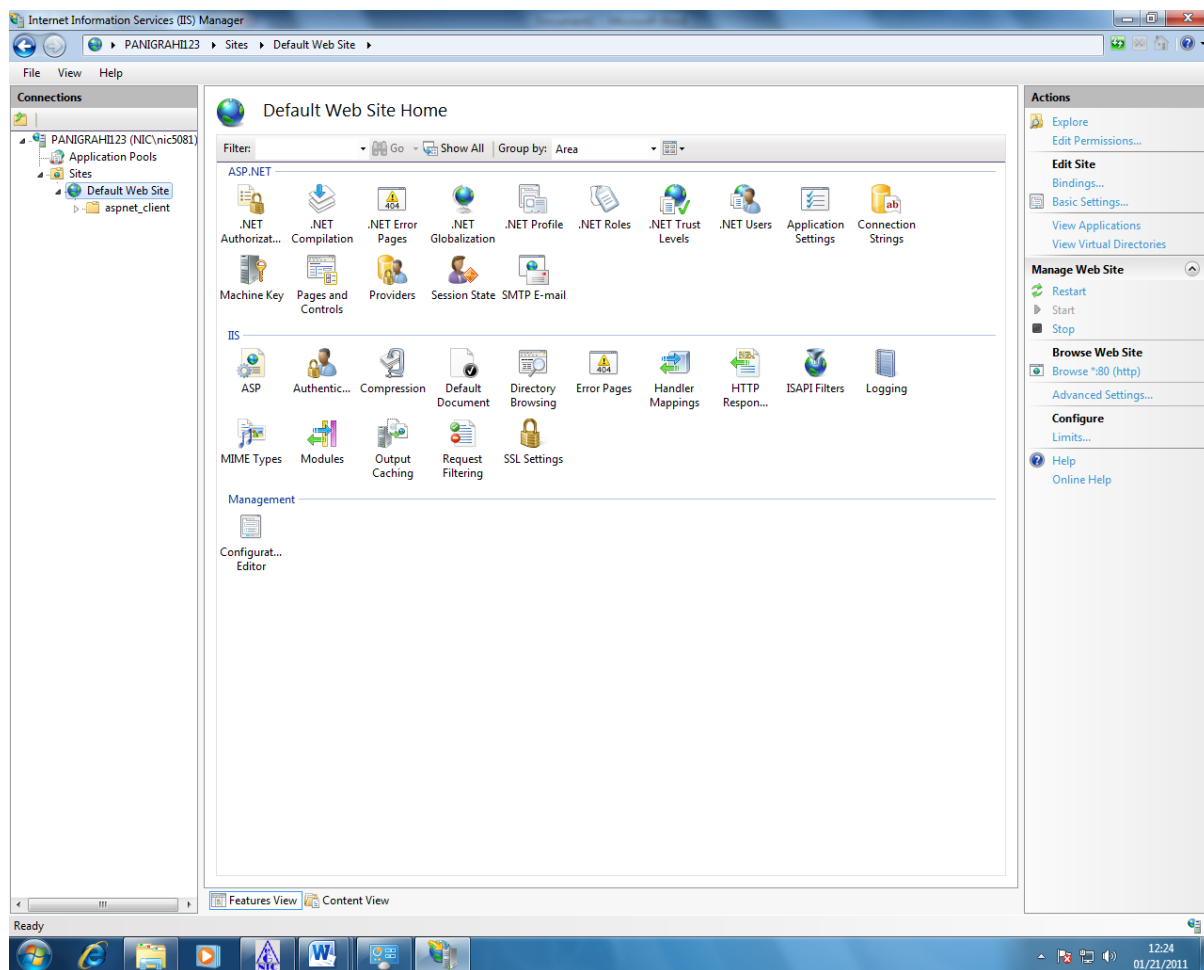 Internet Information Services (IIS) Manager
PANIGRAHI123 Sites Default Web Site
File View Help
Connections
PANIGRAHI123 (NIC\nic5081)
Application Pools
Sites
Default Web Site
aspnet_client
Default Web Site Home
Filter: Go Show All Group by: Area
ASP.NET
.NET Authorizat...
.NET Compilation
404
.NET Error Pages
.NET Globalization
.NET Profile
.NET Roles
.NET Trust Levels
.NET Users
Application Settings
ab
Connection Strings
Machine Key
Pages and Controls
Providers
Session State
SMTP E-mail
IIS
ASP
Authentic...
Compression
Default Document
Directory Browsing
404
Error Pages
Handler Mappings
HTTP Respon...
ISAPI Filters
Logging
MIME Types
Modules
Output Caching
Request Filtering
SSL Settings
Management
Configurat... Editor
Features View Content View
Actions
Explore
Edit Permissions...
Edit Site
Bindings...
Basic Settings...
View Applications
View Virtual Directories
Manage Web Site
Restart
Start
Stop
Browse Web Site
Browse *:80 (http)
Advanced Settings...
Configure
Limits...
Help
Online Help
Ready
NIC
W
12:24
01/21/2011